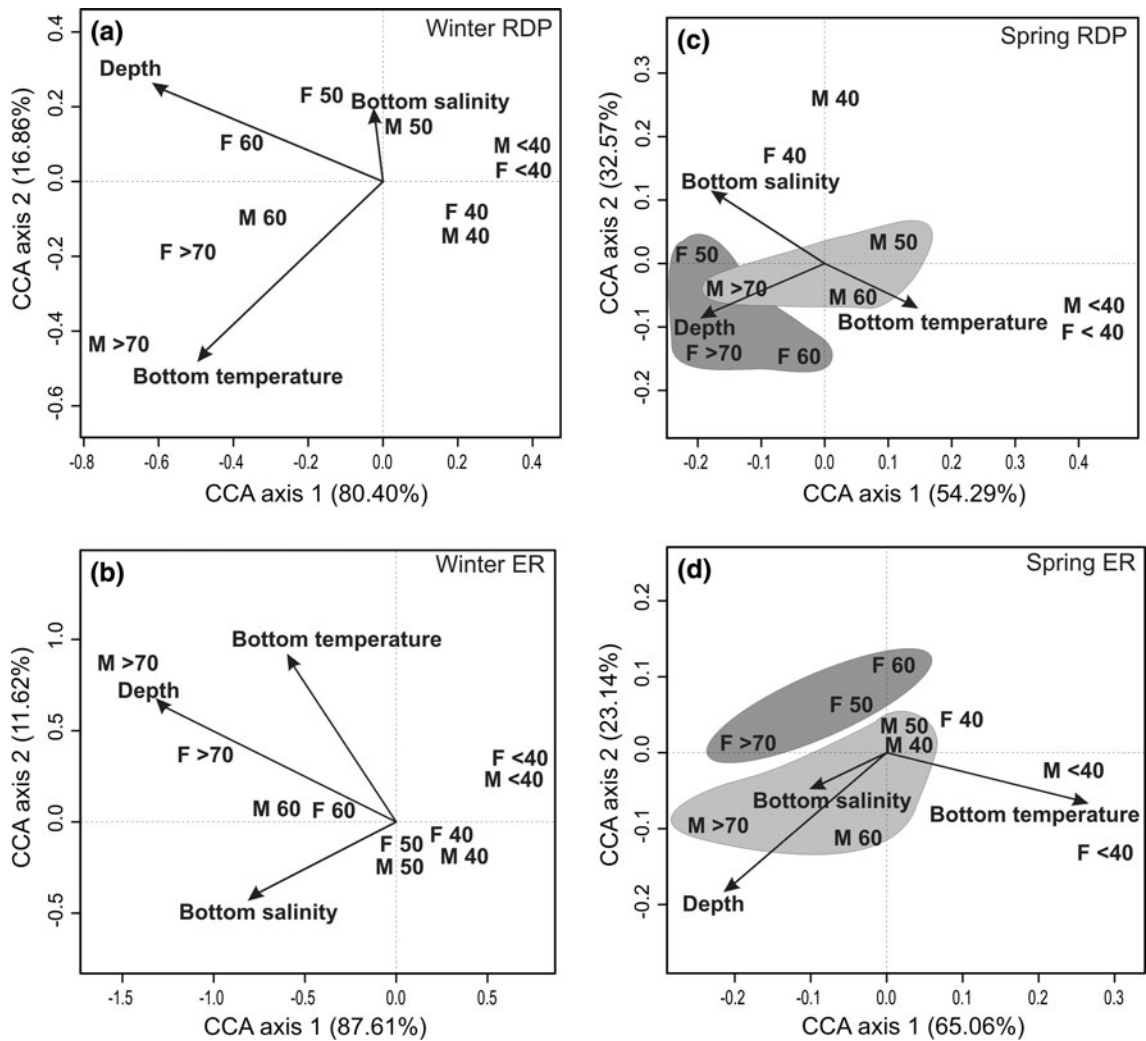 (a)
Winter RDP
Depth
F 50
Bottom salinity
M 50
F 60
M <40
F <40
F 40
M 40
M 60
F >70
M >70
Bottom temperature
0.4
0.2
0.0
-0.2
-0.4
-0.6
CCA axis 2 (16.86%)
-0.8 -0.6 -0.4 -0.2 0.0 0.2 0.4
CCA axis 1 (80.40%)
(c)
Spring RDP
M 40
F 40
Bottom salinity
M 50
F 50
M >70
M 60
Depth
Bottom temperature
M <40
F < 40
F >70
F 60
0.3
0.2
0.1
0.0
-0.1
-0.2
CCA axis 2 (32.57%)
-0.2 -0.1 0.0 0.1 0.2 0.3 0.4
CCA axis 1 (54.29%)
(b)
Winter ER
Bottom temperature
M >70
Depth
F >70
F <40
M <40
M 60
F 60
F 50
F 40
M 50
M 40
Bottom salinity
1.0
0.5
0.0
-0.5
CCA axis 2 (11.62%)
-1.5 -1.0 -0.5 0.0 0.5
CCA axis 1 (87.61%)
(d)
Spring ER
F 60
F 50
F >70
M 50
F 40
M 40
M <40
Bottom salinity
Bottom temperature
M >70
M 60
F <40
Depth
0.2
0.1
0.0
-0.1
-0.2
CCA axis 2 (23.14%)
-0.2 -0.1 0.0 0.1 0.2 0.3
CCA axis 1 (65.06%)